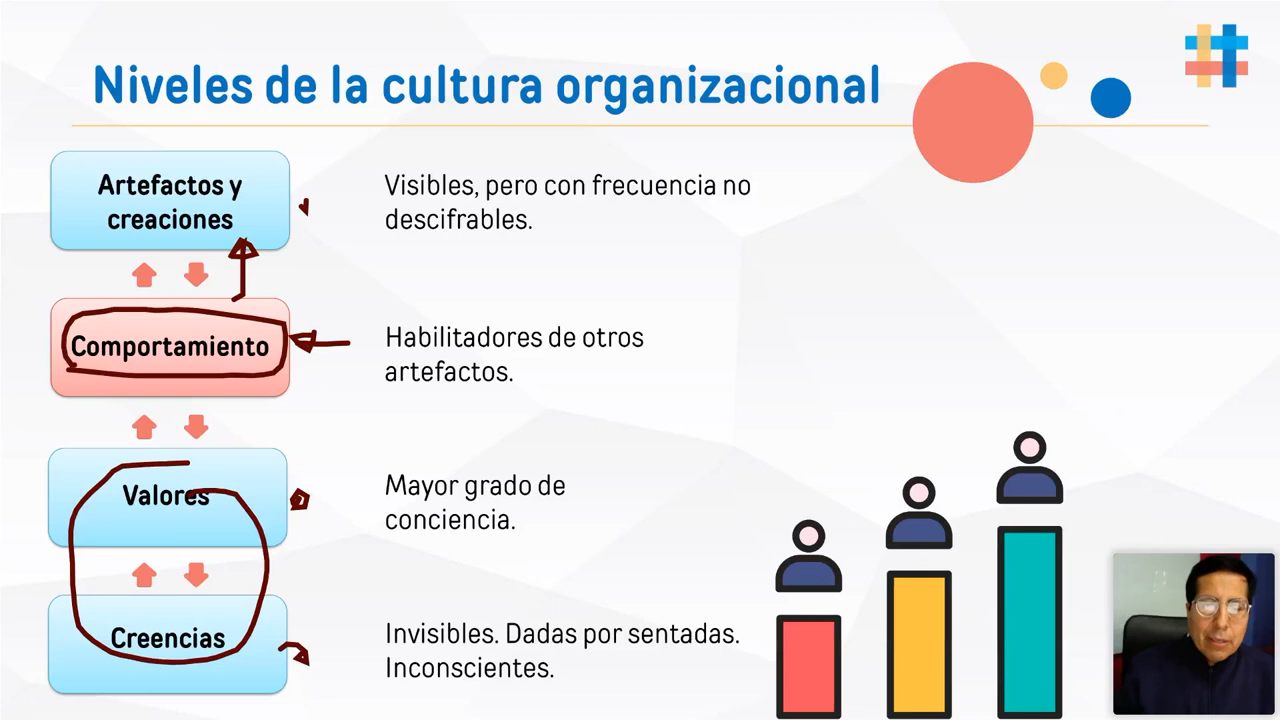 Niveles de la cultura organizacional
Artefactos y
creaciones
Visibles, pero con frecuencia no
descifrables.
Comportamiento
Habilitadores de otros
artefactos.
Valores
Mayor grado de
conciencia.
Creencias
Invisibles. Dadas por sentadas.
Inconscientes.